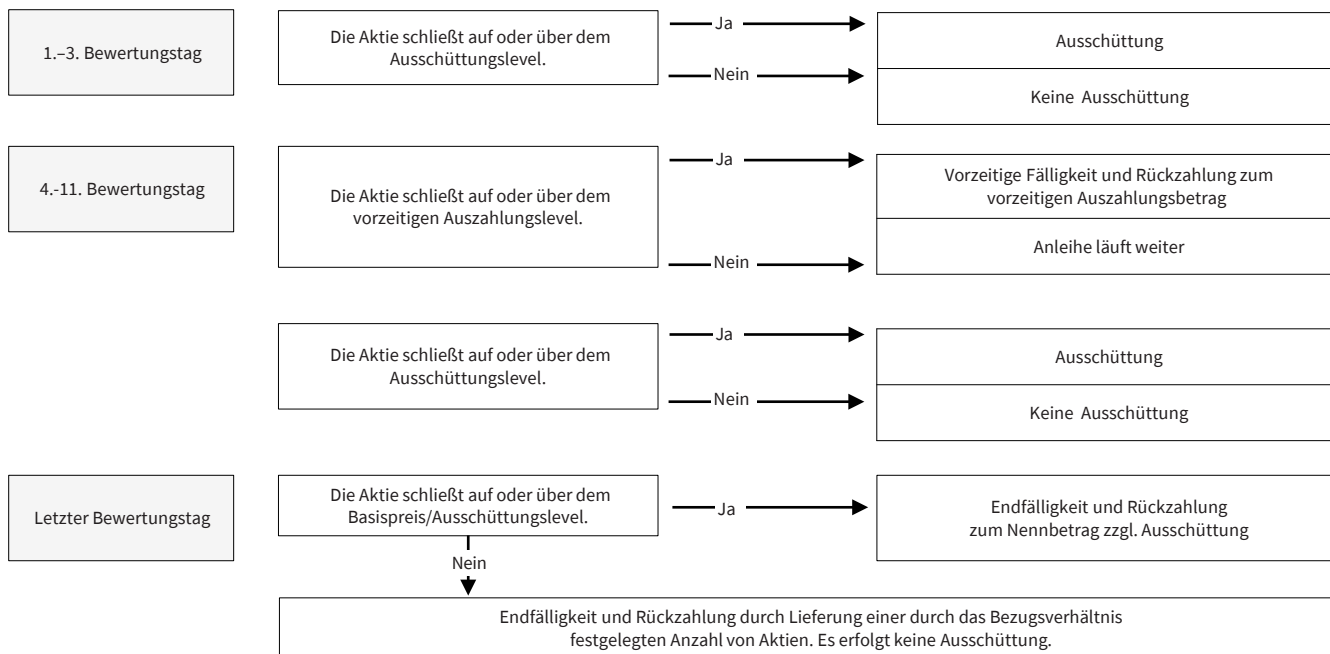 1.–3. Bewertungstag
Die Aktie schließt auf oder über dem
Ausschüttungslevel.
Ja
Ausschüttung
Nein
Keine Ausschüttung
4.-11. Bewertungstag
Die Aktie schließt auf oder über dem
vorzeitigen Auszahlungslevel.
Ja
Vorzeitige Fälligkeit und Rückzahlung zum
vorzeitigen Auszahlungsbetrag
Nein
Anleihe läuft weiter
Die Aktie schließt auf oder über dem
Ausschüttungslevel.
Ja
Ausschüttung
Nein
Keine Ausschüttung
Letzter Bewertungstag
Die Aktie schließt auf oder über dem
Basispreis/Ausschüttungslevel.
Ja
Endfälligkeit und Rückzahlung
zum Nennbetrag zzgl. Ausschüttung
Nein
Endfälligkeit und Rückzahlung durch Lieferung einer durch das Bezugsverhältnis
festgelegten Anzahl von Aktien. Es erfolgt keine Ausschüttung.